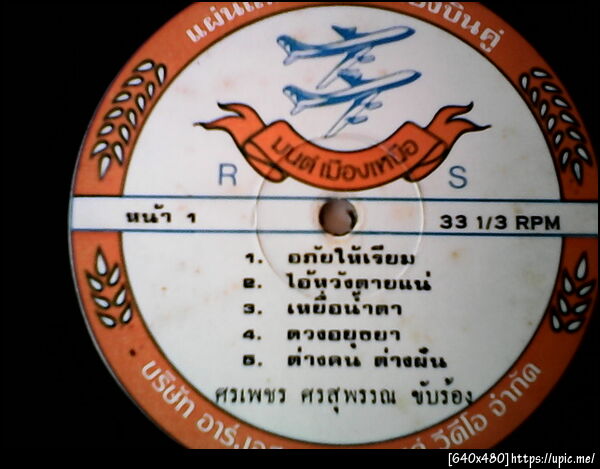 แผ่นเ
องบินคู่
มนต์เมืองเหนือ
R S
หน้า 1
33 1/3 RPM
1. อภัยให้เรียม
2. ไอ้หวังตายแน่
3. เหยื่อน้ำตา
4. ดวงอยุธยา
5. ต่างคน ต่างฝัน
ศรเพชร ศรสุพรรณ ขับร้อง
บริษัท อาร์.เอ
วีดีโอ จำกัด
[640x480]https://upic.me/